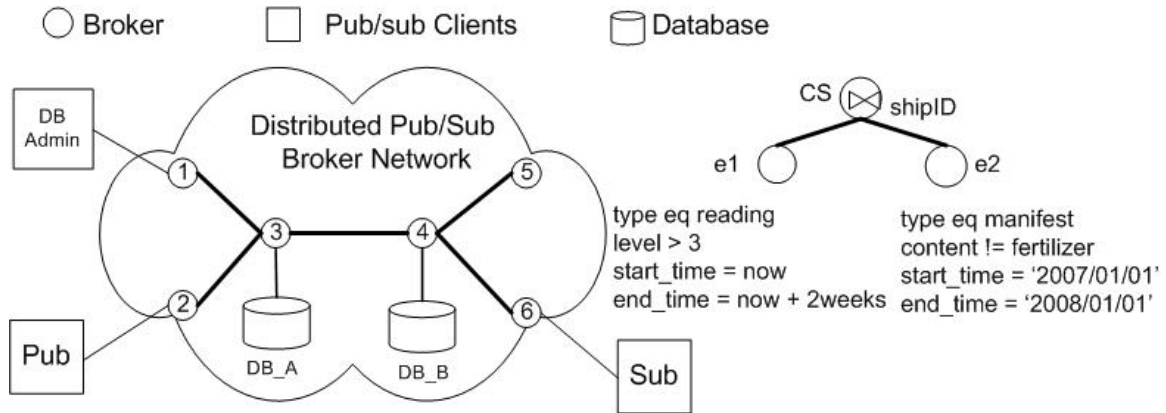 Broker
Pub/sub Clients
Database
DB
Admin
Distributed Pub/Sub
Broker Network
1
2
3
4
5
6
DB_A
DB_B
Pub
Sub
CS
shipID
e1
e2
type eq reading
level > 3
start_time = now
end_time = now + 2weeks
type eq manifest
content != fertilizer
start_time = ‘2007/01/01’
end_time = ‘2008/01/01’